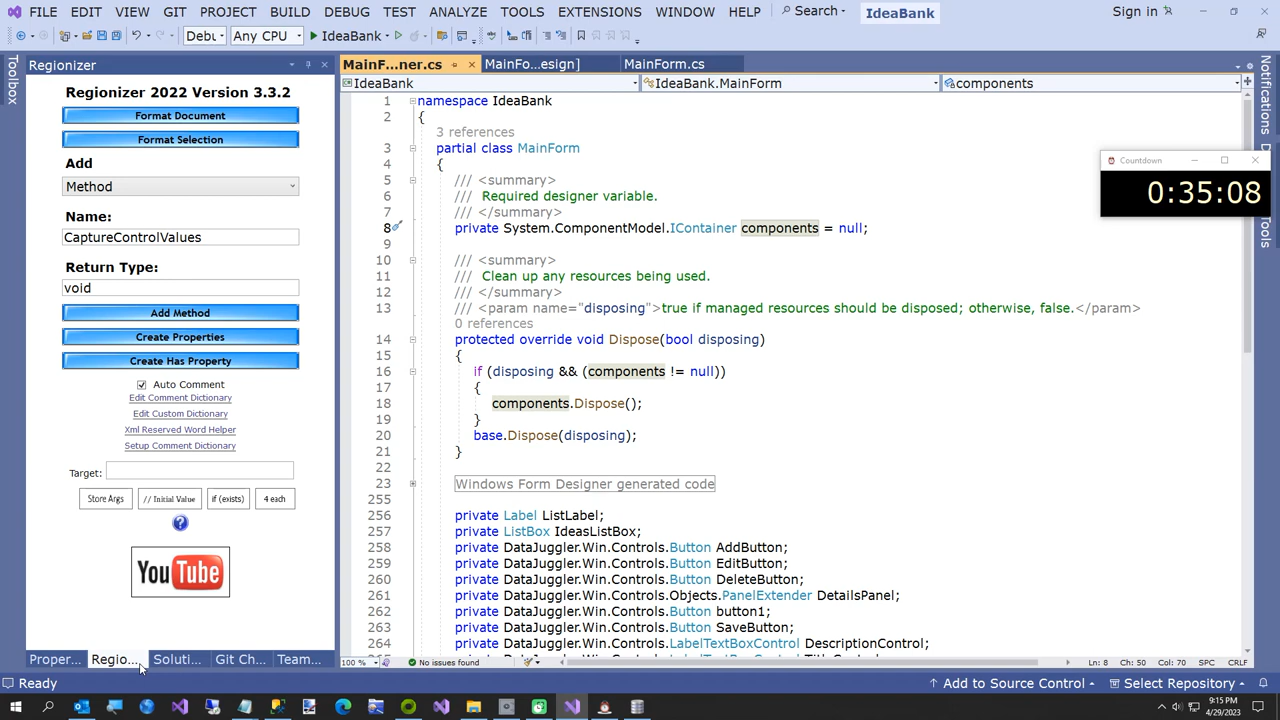 FILE EDIT VIEW GIT PROJECT BUILD DEBUG TEST ANALYZE TOOLS EXTENSIONS WINDOW HELP Search IdeaBank Sign in
Debu Any CPU IdeaBank
Toolbox
Regionizer
Regionizer 2022 Version 3.3.2
Format Document
Format Selection
Add
Method
Name:
CaptureControlValues
Return Type:
void
Add Method
Create Properties
Create Has Property
Auto Comment
Edit Comment Dictionary
Edit Custom Dictionary
Xml Reserved Word Helper
Setup Comment Dictionary
Target:
Store Args // Initial Value if (exists) 4 each
?
YouTube
Proper... Regio... Soluti... Git Ch... Team...
MainF...ner.cs MainFo...esign] MainForm.cs
IdeaBank IdeaBank.MainForm components
1 namespace IdeaBank
2 {
3 references
3 partial class MainForm
4 {
5 /// <summary>
6 /// Required designer variable.
7 /// </summary>
8 private System.ComponentModel.IContainer components = null;
9
10 /// <summary>
11 /// Clean up any resources being used.
12 /// </summary>
13 /// <param name="disposing">true if managed resources should be disposed; otherwise, false.</param>
0 references
14 protected override void Dispose(bool disposing)
15 {
16 if (disposing && (components != null))
17 {
18 components.Dispose();
19 }
20 base.Dispose(disposing);
21 }
22
23 Windows Form Designer generated code
255
256 private Label ListLabel;
257 private ListBox IdeasListBox;
258 private DataJuggler.Win.Controls.Button AddButton;
259 private DataJuggler.Win.Controls.Button EditButton;
260 private DataJuggler.Win.Controls.Button DeleteButton;
261 private DataJuggler.Win.Controls.Objects.PanelExtender DetailsPanel;
262 private DataJuggler.Win.Controls.Button button1;
263 private DataJuggler.Win.Controls.Button SaveButton;
264 private DataJuggler.Win.Controls.LabelTextBoxControl DescriptionControl;
100 % No issues found Ln: 8 Ch: 50 Col: 70 SPC CRLF
Countdown
0:35:08
Notifications
Tools
Ready Add to Source Control Select Repository
9:15 PM
4/29/2023